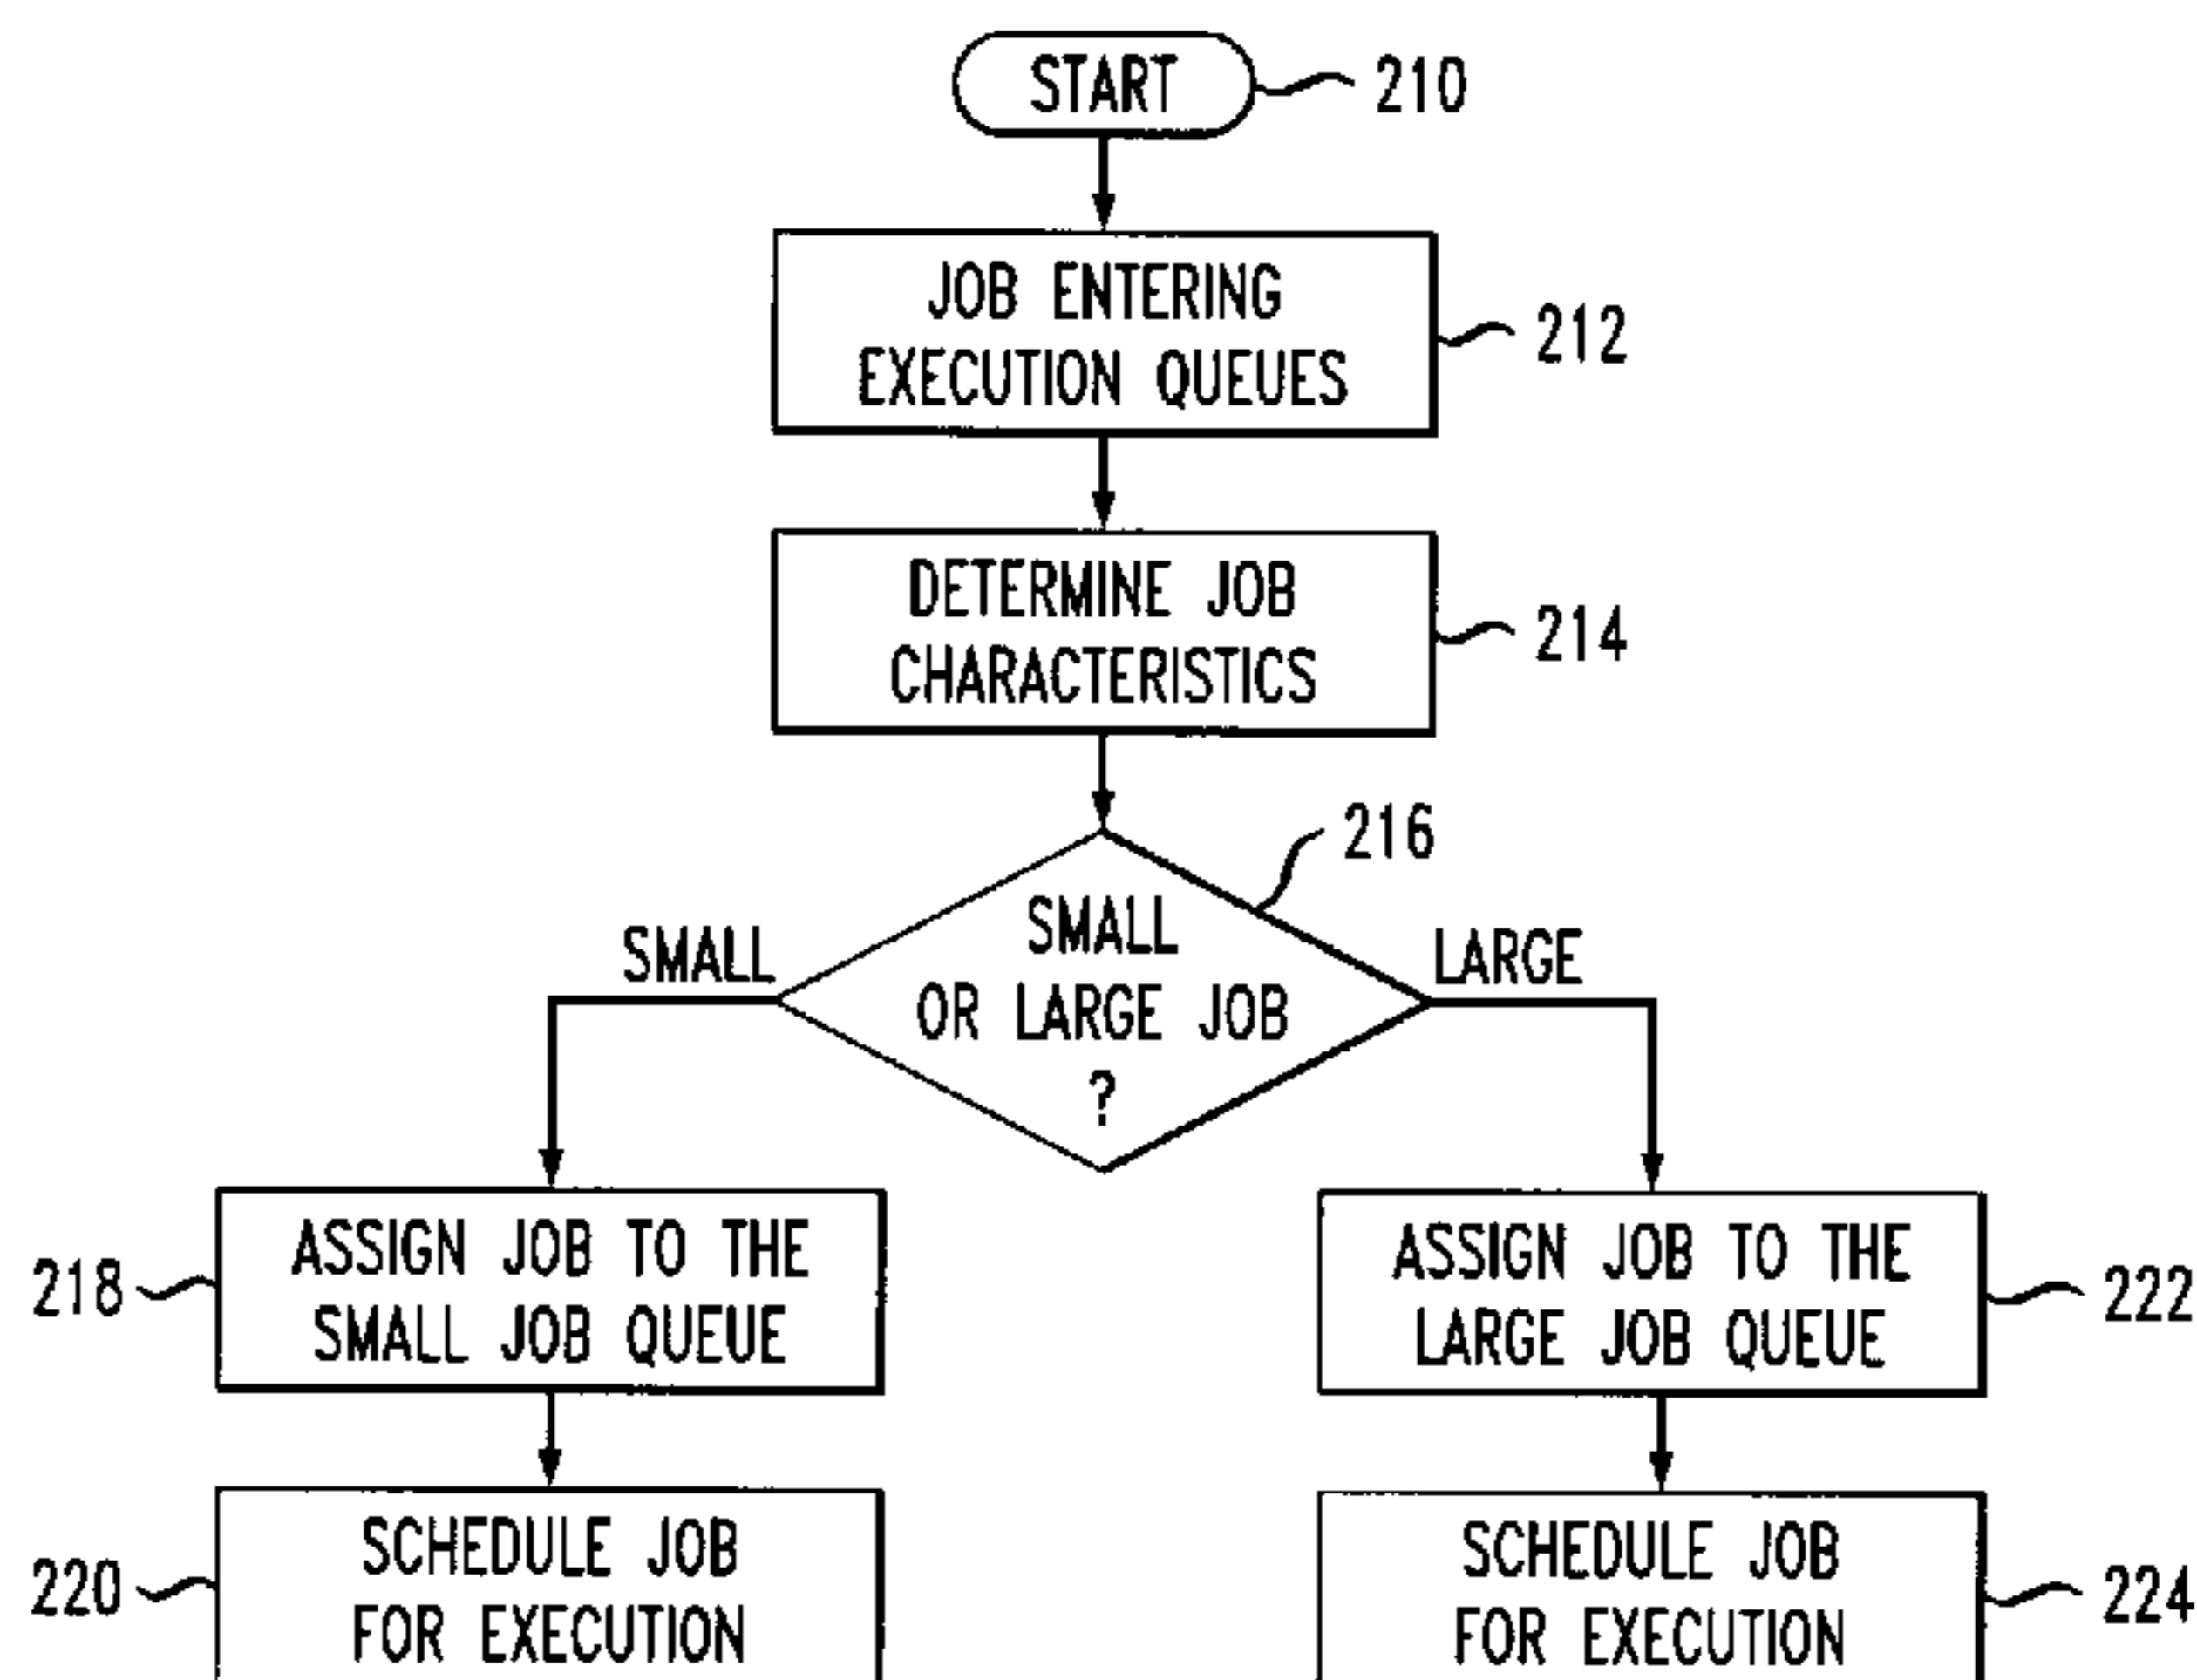 START
210
JOB ENTERING
EXECUTION QUEUES
212
DETERMINE JOB
CHARACTERISTICS
214
216
SMALL
OR LARGE JOB
?
SMALL
LARGE
218
ASSIGN JOB TO THE
SMALL JOB QUEUE
ASSIGN JOB TO THE
LARGE JOB QUEUE
222
220
SCHEDULE JOB
FOR EXECUTION
SCHEDULE JOB
FOR EXECUTION
224